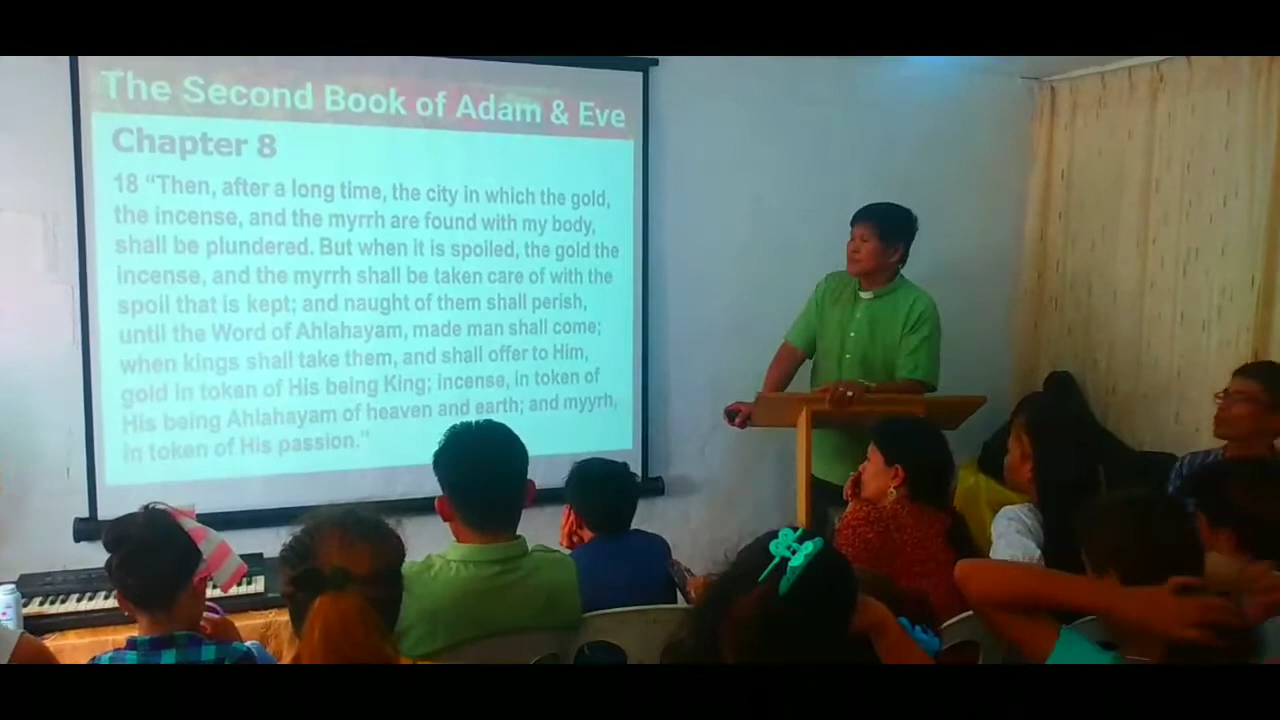 The Second Book of Adam & Eve
Chapter 8
18 “Then, after a long time, the city in which the gold,
the incense, and the myrrh are found with my body,
shall be plundered. But when it is spoiled, the gold the
incense, and the myrrh shall be taken care of with the
spoil that is kept; and naught of them shall perish,
until the Word of Ahlahayam, made man shall come;
when kings shall take them, and shall offer to Him,
gold in token of His being King; incense, in token of
His being Ahlahayam of heaven and earth; and myyrh,
in token of His passion.”